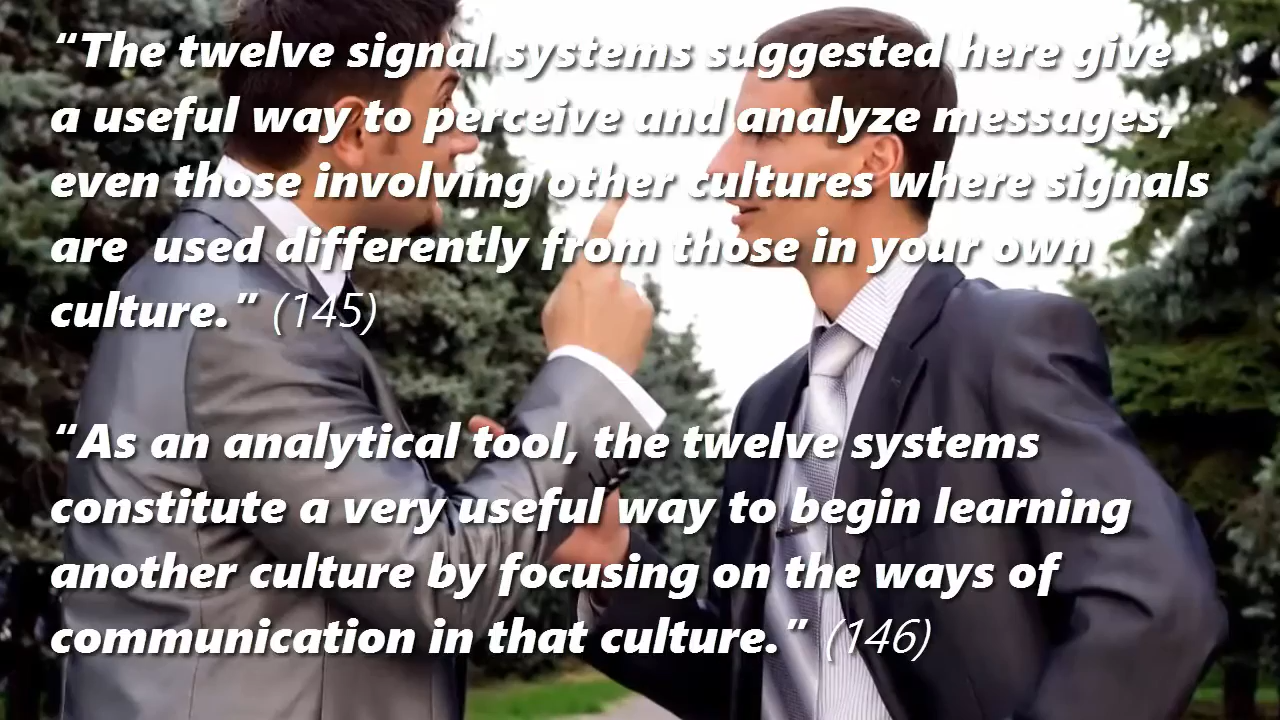 “The twelve signal systems suggested here give
a useful way to perceive and analyze messages,
even those involving other cultures where signals
are  used differently from those in your own
culture.” (145)
“As an analytical tool, the twelve systems
constitute a very useful way to begin learning
another culture by focusing on the ways of
communication in that culture.” (146)